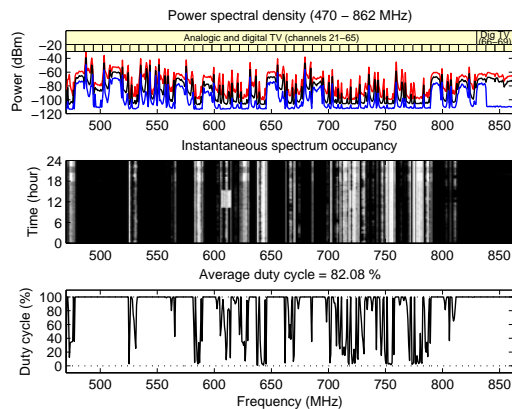 Power spectral density (470 – 862 MHz)
Analogic and digital TV (channels 21–65)
Dig TV
(66–69)
Power (dBm)
−20
−40
−60
−80
−100
−120
500 550 600 650 700 750 800 850
Instantaneous spectrum occupancy
Time (hour)
24
18
12
6
0
500 550 600 650 700 750 800 850
Average duty cycle = 82.08 %
Duty cycle (%)
100
80
60
40
20
0
500 550 600 650 700 750 800 850
Frequency (MHz)